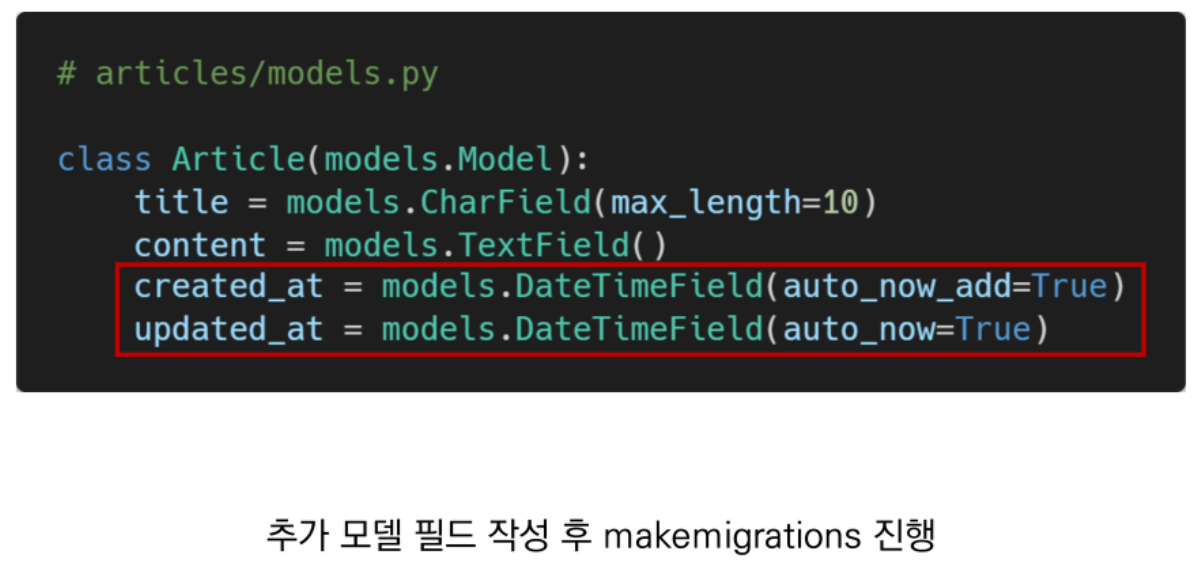 # articles/models.py
class Article(models.Model):
    title = models.CharField(max_length=10)
    content = models.TextField()
    created_at = models.DateTimeField(auto_now_add=True)
    updated_at = models.DateTimeField(auto_now=True)
추가 모델 필드 작성 후 makemigrations 진행